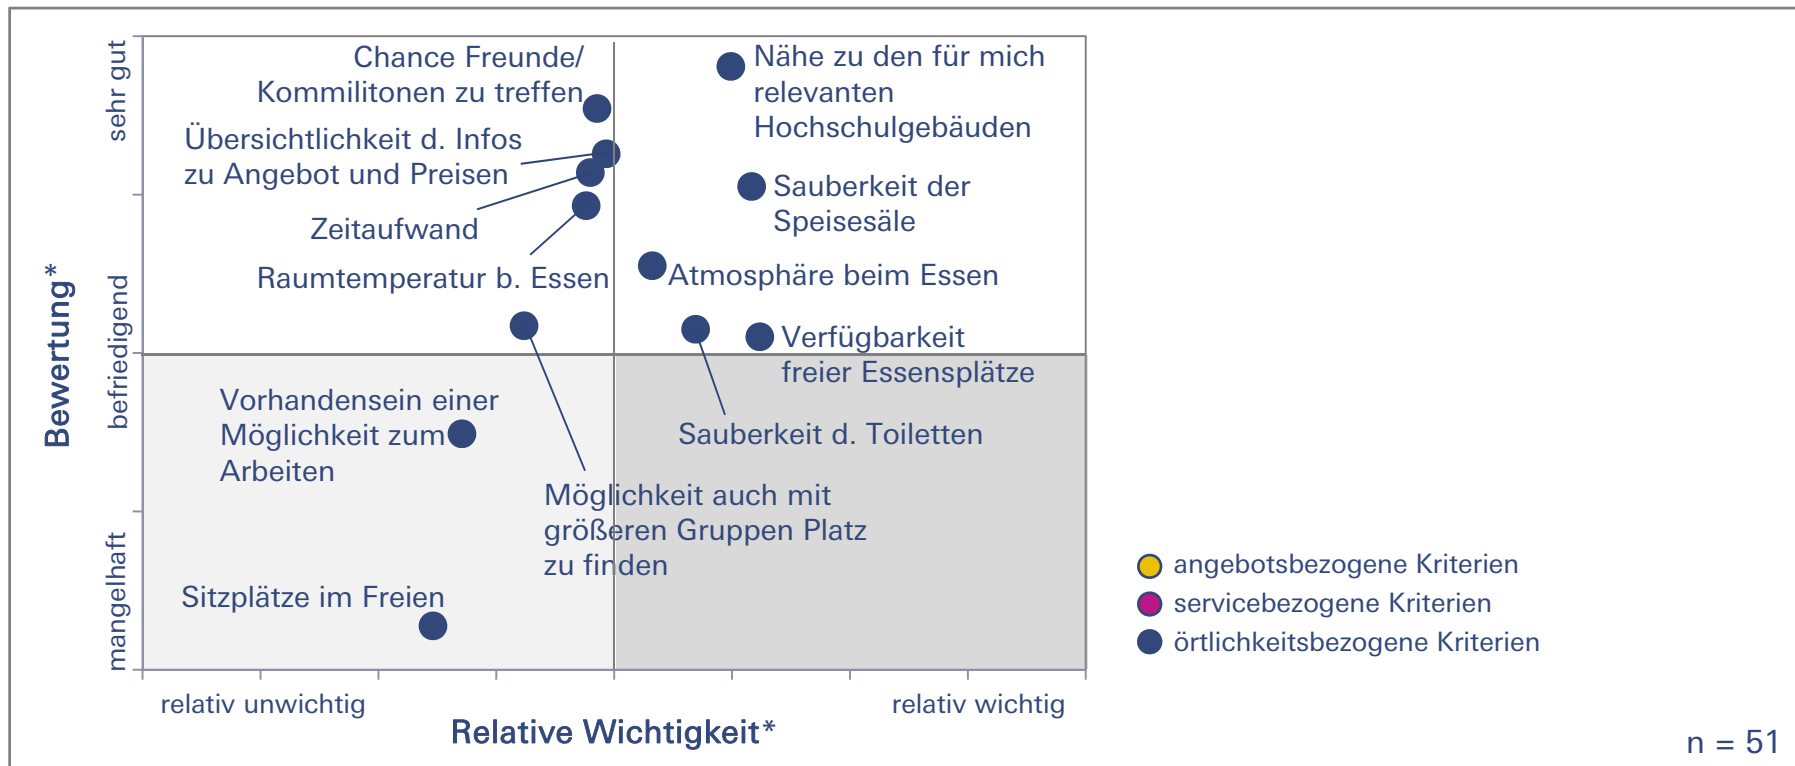 Chance Freunde/
Kommilitonen zu treffen
Übersichtlichkeit d. Infos
zu Angebot und Preisen
Zeitaufwand
Raumtemperatur b. Essen
Nähe zu den für mich
relevanten
Hochschulgebäuden
Sauberkeit der
Speisesäle
Atmosphäre beim Essen
Verfügbarkeit
freier Essensplätze
Sauberkeit d. Toiletten
Vorhandensein einer
Möglichkeit zum
Arbeiten
Möglichkeit auch mit
größeren Gruppen Platz
zu finden
Sitzplätze im Freien
Bewertung*
sehr gut
befriedigend
mangelhaft
relativ unwichtig
relativ wichtig
Relative Wichtigkeit*
angebotsbezogene Kriterien
servicebezogene Kriterien
örtlichkeitsbezogene Kriterien
n = 51